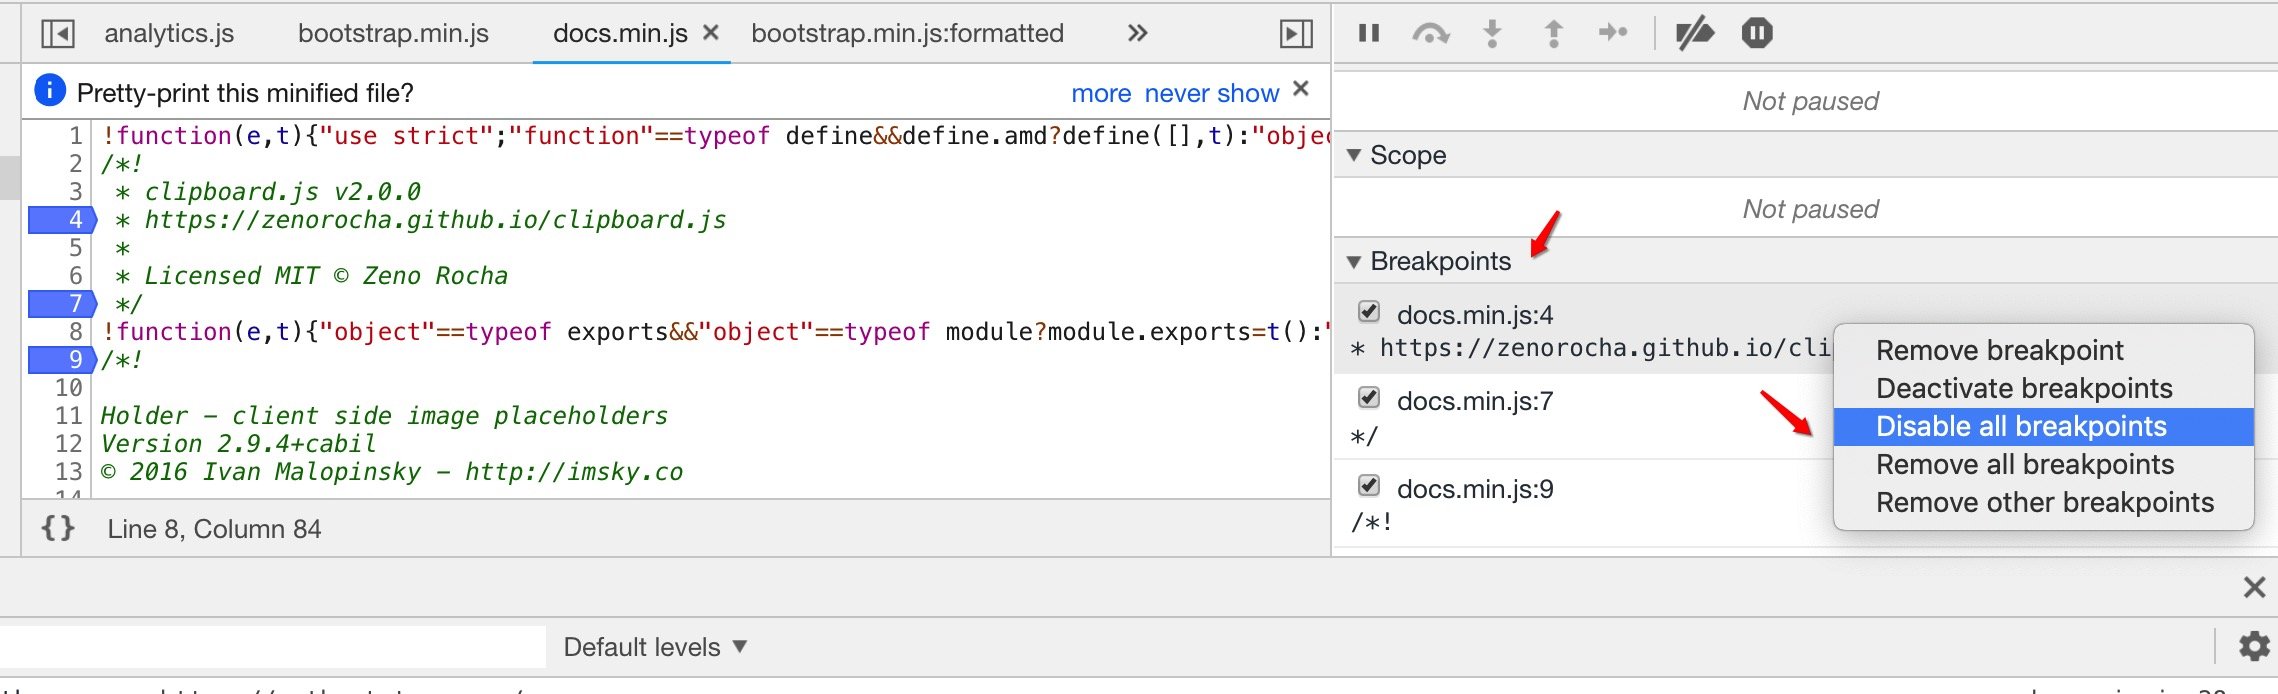 analytics.js bootstrap.min.js docs.min.js × bootstrap.min.js:formatted »
Pretty-print this minified file? more never show ×
1 !function(e,t){"use strict";"function"==typeof define&&define.amd?define([],t):"objec
2 /*!
3 * clipboard.js v2.0.0
4 * https://zenorocha.github.io/clipboard.js
5 *
6 * Licensed MIT © Zeno Rocha
7 */
8 !function(e,t){"object"==typeof exports&&"object"==typeof module?module.exports=t():"
9 /*!
10
11 Holder – client side image placeholders
12 Version 2.9.4+cabil
13 © 2016 Ivan Malopinsky – http://imsky.co
14
{} Line 8, Column 84
Not paused
▼ Scope
Not paused
▼ Breakpoints
docs.min.js:4
* https://zenorocha.github.io/cli
docs.min.js:7
*/
docs.min.js:9
/*!
Remove breakpoint
Deactivate breakpoints
Disable all breakpoints
Remove all breakpoints
Remove other breakpoints
Default levels ▼